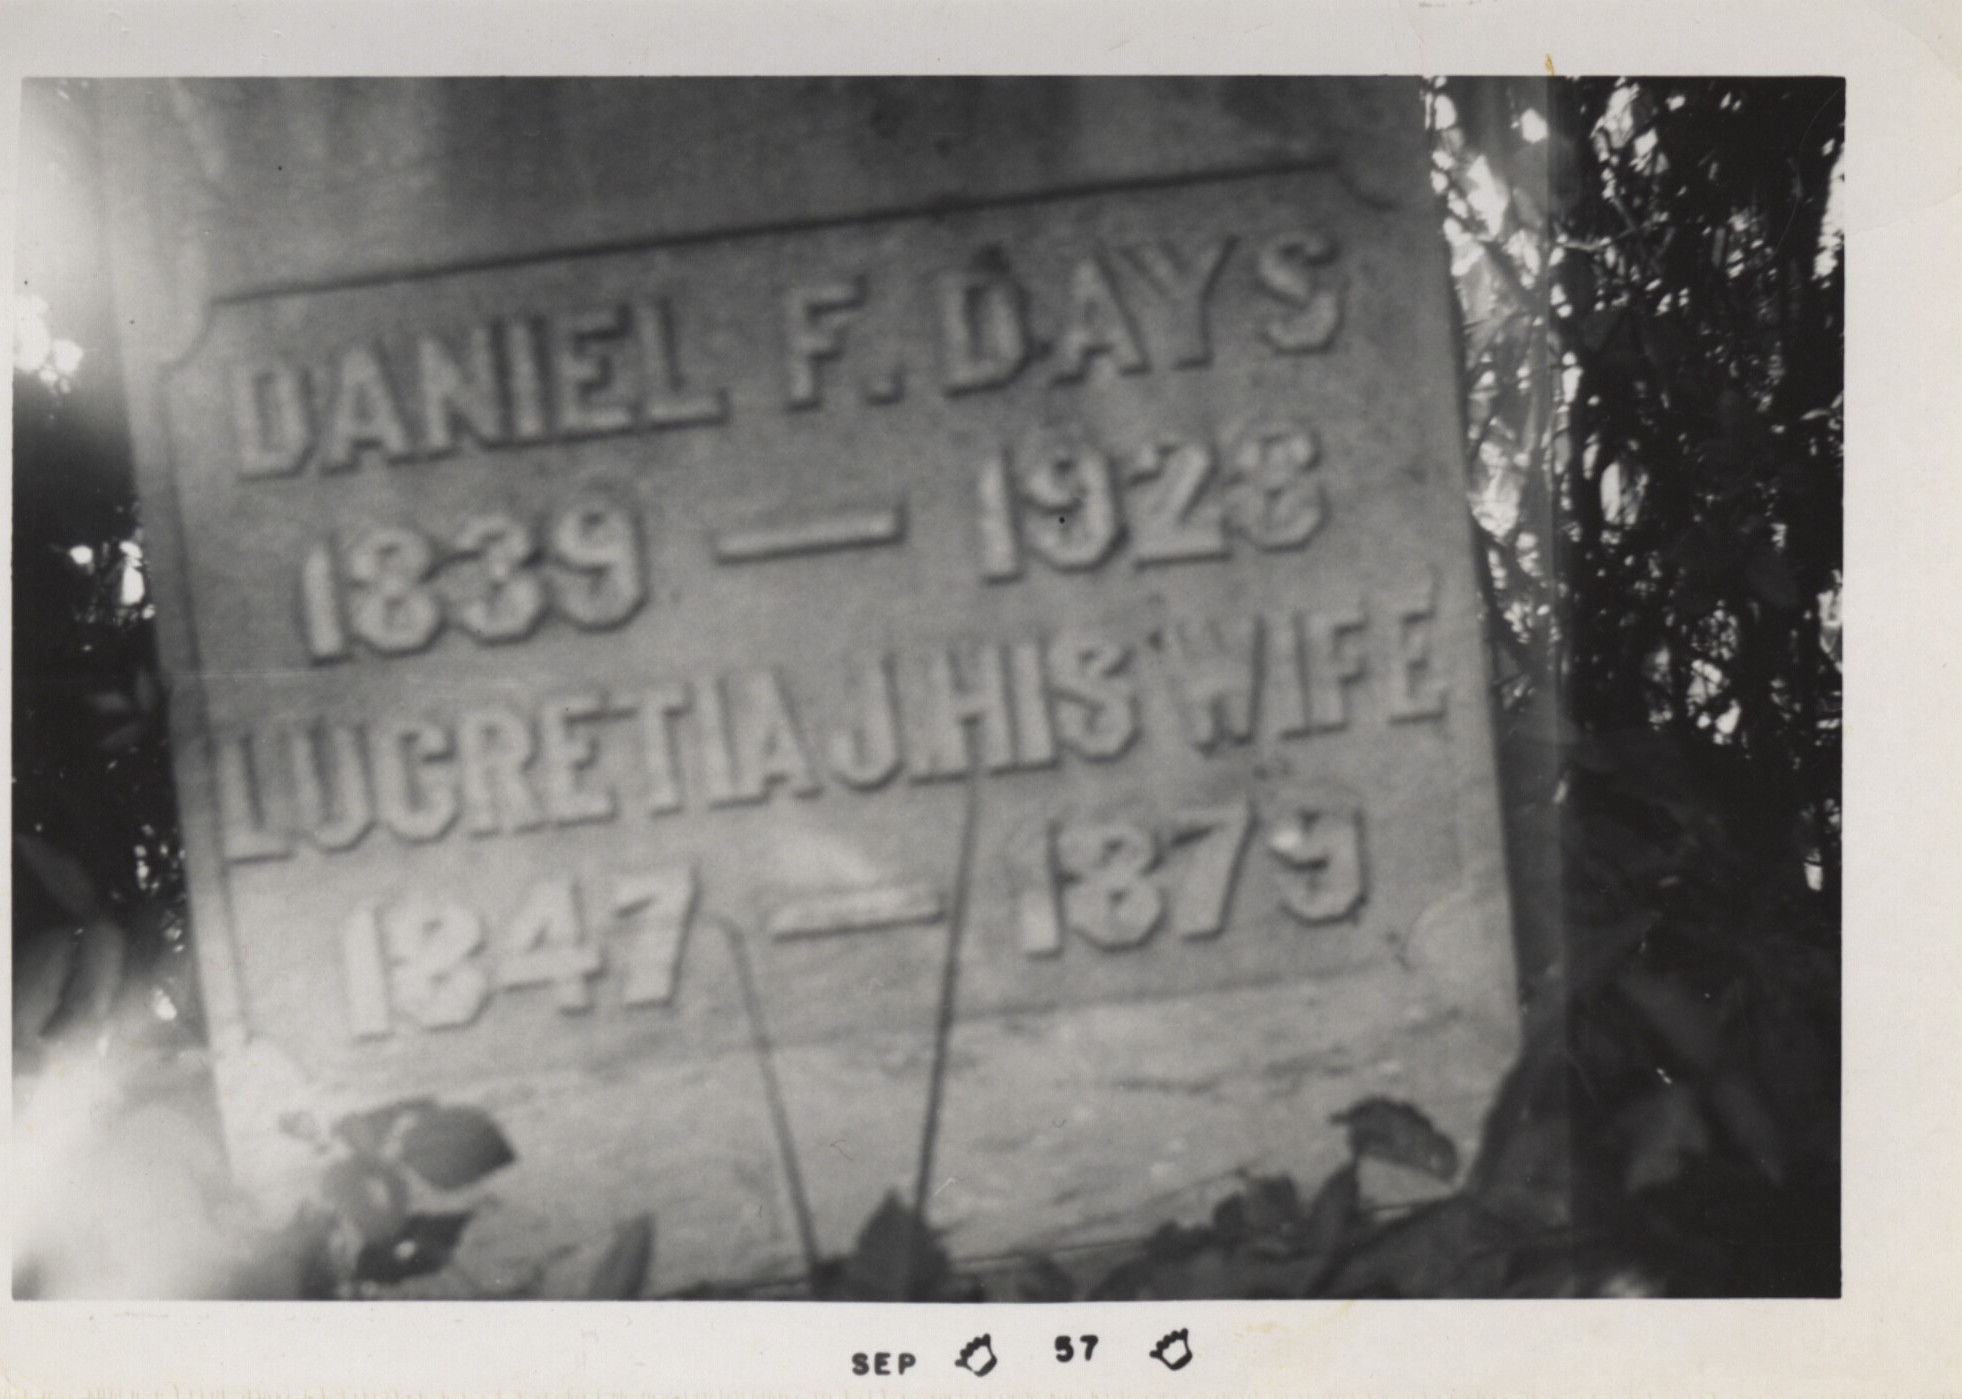 DANIEL F. DAYS
1839 — 1928
LUCRETIA J. HIS WIFE
1847 — 1879
SEP 57